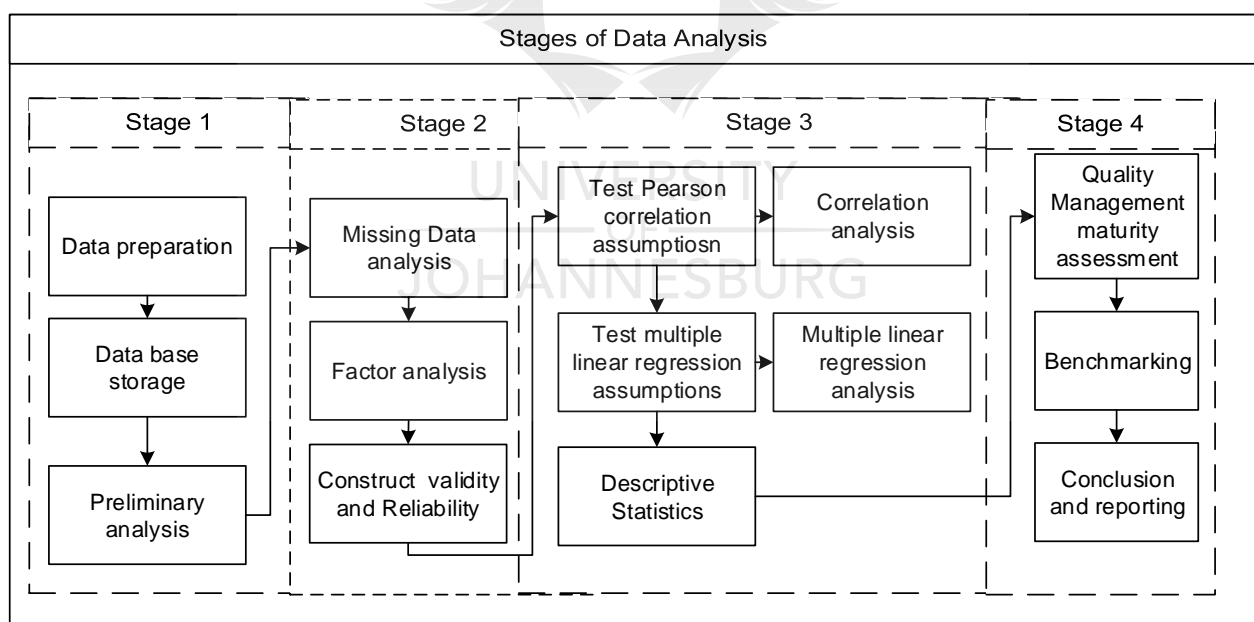 Stages of Data Analysis
Stage 1
Data preparation
Data base
storage
Preliminary
analysis
Stage 2
Missing Data
analysis
Factor analysis
Construct validity
and Reliability
Stage 3
Test Pearson
correlation
assumptiosn
Correlation
analysis
Test multiple
linear regression
assumptions
Multiple linear
regression
analysis
Descriptive
Statistics
Stage 4
Quality
Management
maturity
assessment
Benchmarking
Conclusion
and reporting
UNIVERSITY
OF
JOHANNESBURG